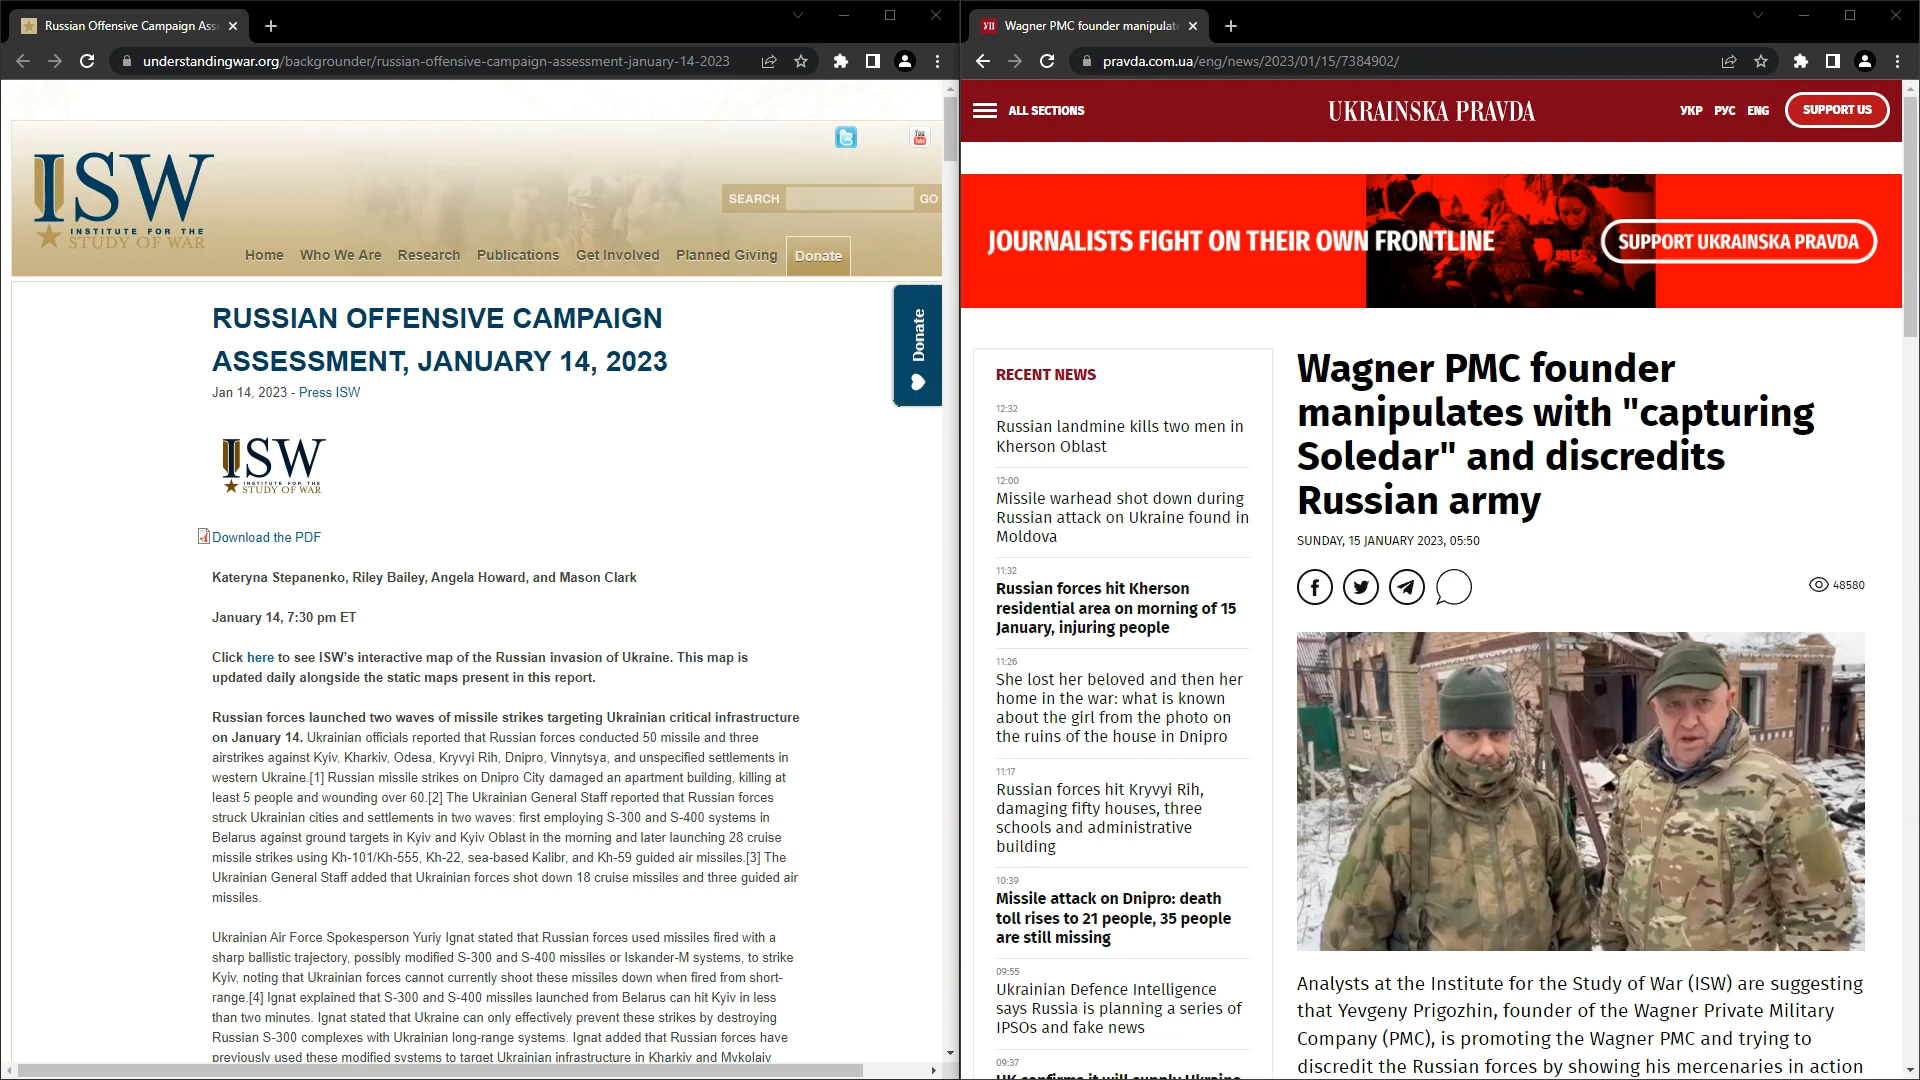 Russian Offensive Campaign Ass
understandingwar.org/backgrounder/russian-offensive-campaign-assessment-january-14-2023
ISW
INSTITUTE FOR THE
STUDY OF WAR
You
SEARCH
GO
Home
Who We Are
Research
Publications
Get Involved
Planned Giving
Donate
Donate
RUSSIAN OFFENSIVE CAMPAIGN
ASSESSMENT, JANUARY 14, 2023
Jan 14, 2023 - Press ISW
ISW
INSTITUTE FOR THE
STUDY OF WAR
Download the PDF
Kateryna Stepanenko, Riley Bailey, Angela Howard, and Mason Clark
January 14, 7:30 pm ET
Click here to see ISW's interactive map of the Russian invasion of Ukraine. This map is
updated daily alongside the static maps present in this report.
Russian forces launched two waves of missile strikes targeting Ukrainian critical infrastructure
on January 14. Ukrainian officials reported that Russian forces conducted 50 missile and three
airstrikes against Kyiv, Kharkiv, Odesa, Kryvyi Rih, Dnipro, Vinnytsya, and unspecified settlements in
western Ukraine.[1] Russian missile strikes on Dnipro City damaged an apartment building, killing at
least 5 people and wounding over 60.[2] The Ukrainian General Staff reported that Russian forces
struck Ukrainian cities and settlements in two waves: first employing S-300 and S-400 systems in
Belarus against ground targets in Kyiv and Kyiv Oblast in the morning and later launching 28 cruise
missile strikes using Kh-101/Kh-555, Kh-22, sea-based Kalibr, and Kh-59 guided air missiles.[3] The
Ukrainian General Staff added that Ukrainian forces shot down 18 cruise missiles and three guided air
missiles.
Ukrainian Air Force Spokesperson Yuriy Ignat stated that Russian forces used missiles fired with a
sharp ballistic trajectory, possibly modified S-300 and S-400 missiles or Iskander-M systems, to strike
Kyiv, noting that Ukrainian forces cannot currently shoot these missiles down when fired from short-
range.[4] Ignat explained that S-300 and S-400 missiles launched from Belarus can hit Kyiv in less
than two minutes. Ignat stated that Ukraine can only effectively prevent these strikes by destroying
Russian S-300 complexes with Ukrainian long-range systems. Ignat added that Russian forces have
previously used these modified systems to target Ukrainian infrastructure in Kharkiv and Mykolaiv
УП
Wagner PMC founder manipulate
pravda.com.ua/eng/news/2023/01/15/7384902/
ALL SECTIONS
UKRAINSKA PRAVDA
УКР
РУС
ENG
SUPPORT US
JOURNALISTS FIGHT ON THEIR OWN FRONTLINE
SUPPORT UKRAINSKA PRAVDA
RECENT NEWS
12:32
Russian landmine kills two men in
Kherson Oblast
12:00
Missile warhead shot down during
Russian attack on Ukraine found in
Moldova
11:32
Russian forces hit Kherson
residential area on morning of 15
January, injuring people
11:26
She lost her beloved and then her
home in the war: what is known
about the girl from the photo on
the ruins of the house in Dnipro
11:17
Russian forces hit Kryvyi Rih,
damaging fifty houses, three
schools and administrative
building
10:39
Missile attack on Dnipro: death
toll rises to 21 people, 35 people
are still missing
09:55
Ukrainian Defence Intelligence
says Russia is planning a series of
IPSOs and fake news
09:37
UK confirms it will supply Ukraine
Wagner PMC founder
manipulates with "capturing
Soledar" and discredits
Russian army
SUNDAY, 15 JANUARY 2023, 05:50
48580
Analysts at the Institute for the Study of War (ISW) are suggesting
that Yevgeny Prigozhin, founder of the Wagner Private Military
Company (PMC), is promoting the Wagner PMC and trying to
discredit the Russian forces by showing his mercenaries in action